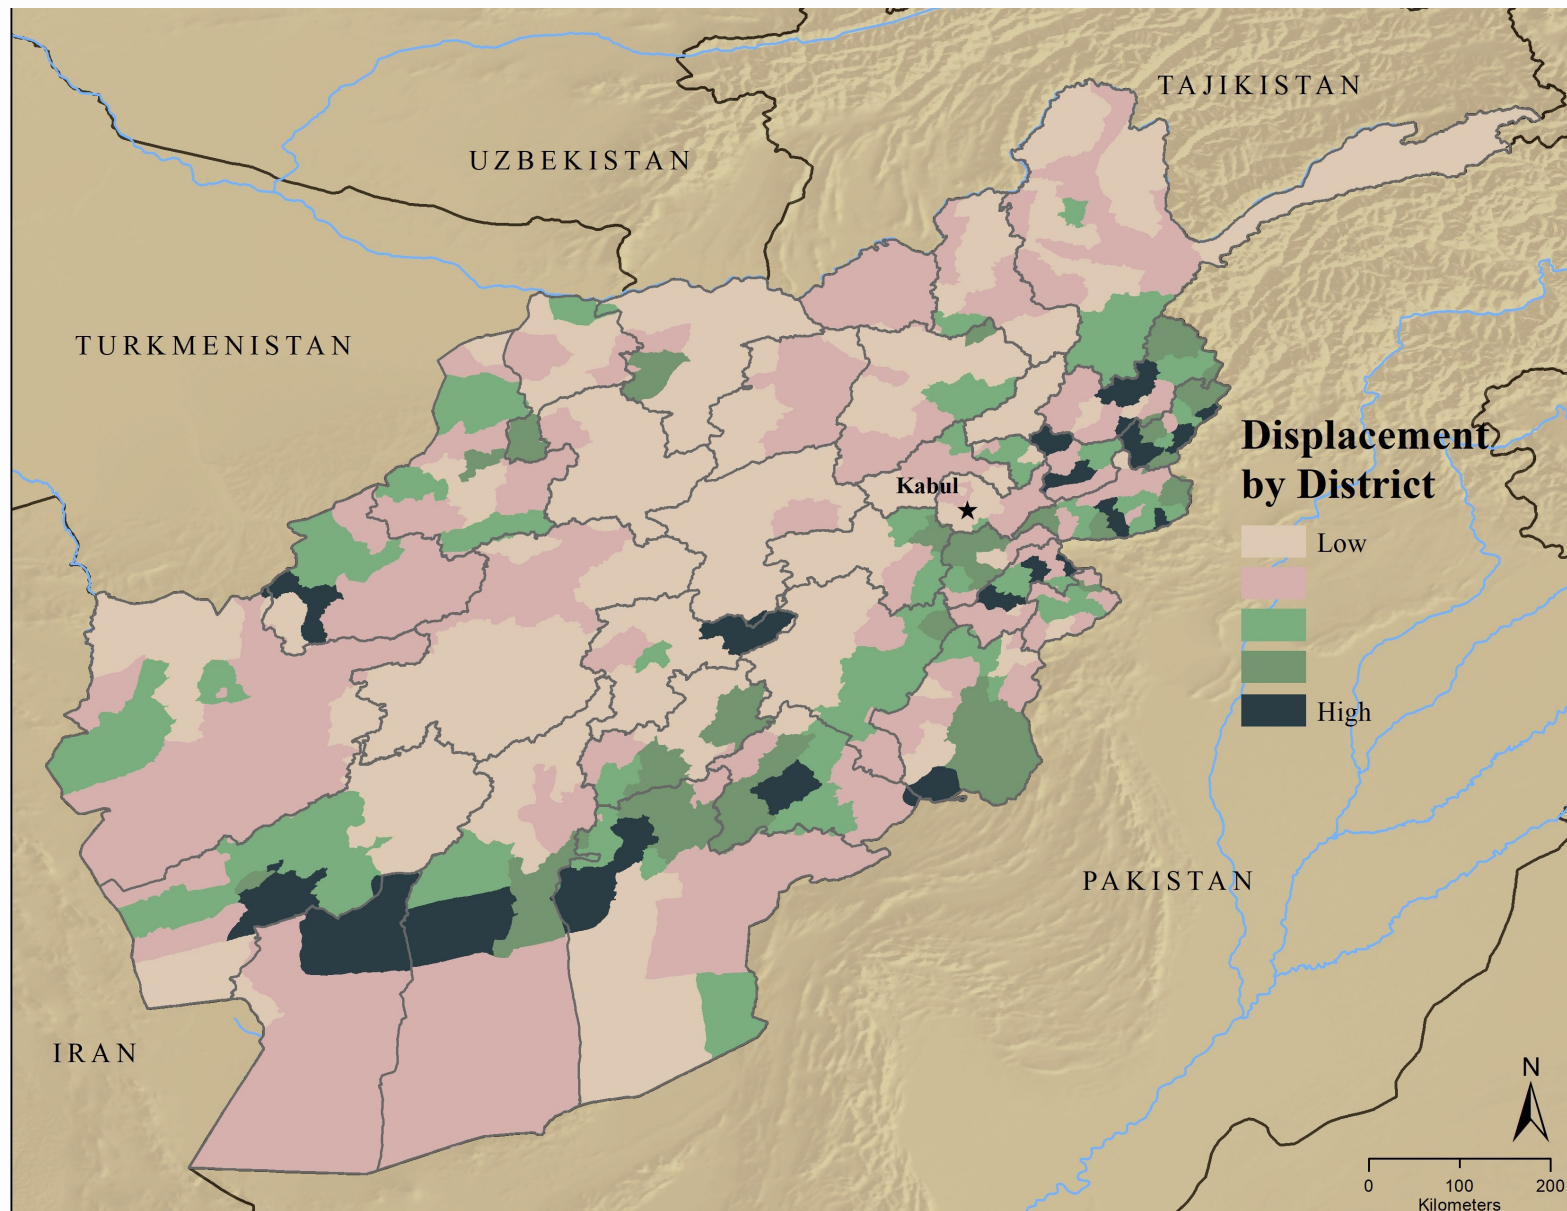 TAJIKISTAN
UZBEKISTAN
TURKMENISTAN
Displacement
by District
Kabul
Low
High
PAKISTAN
IRAN
N
0 100 200
Kilometers